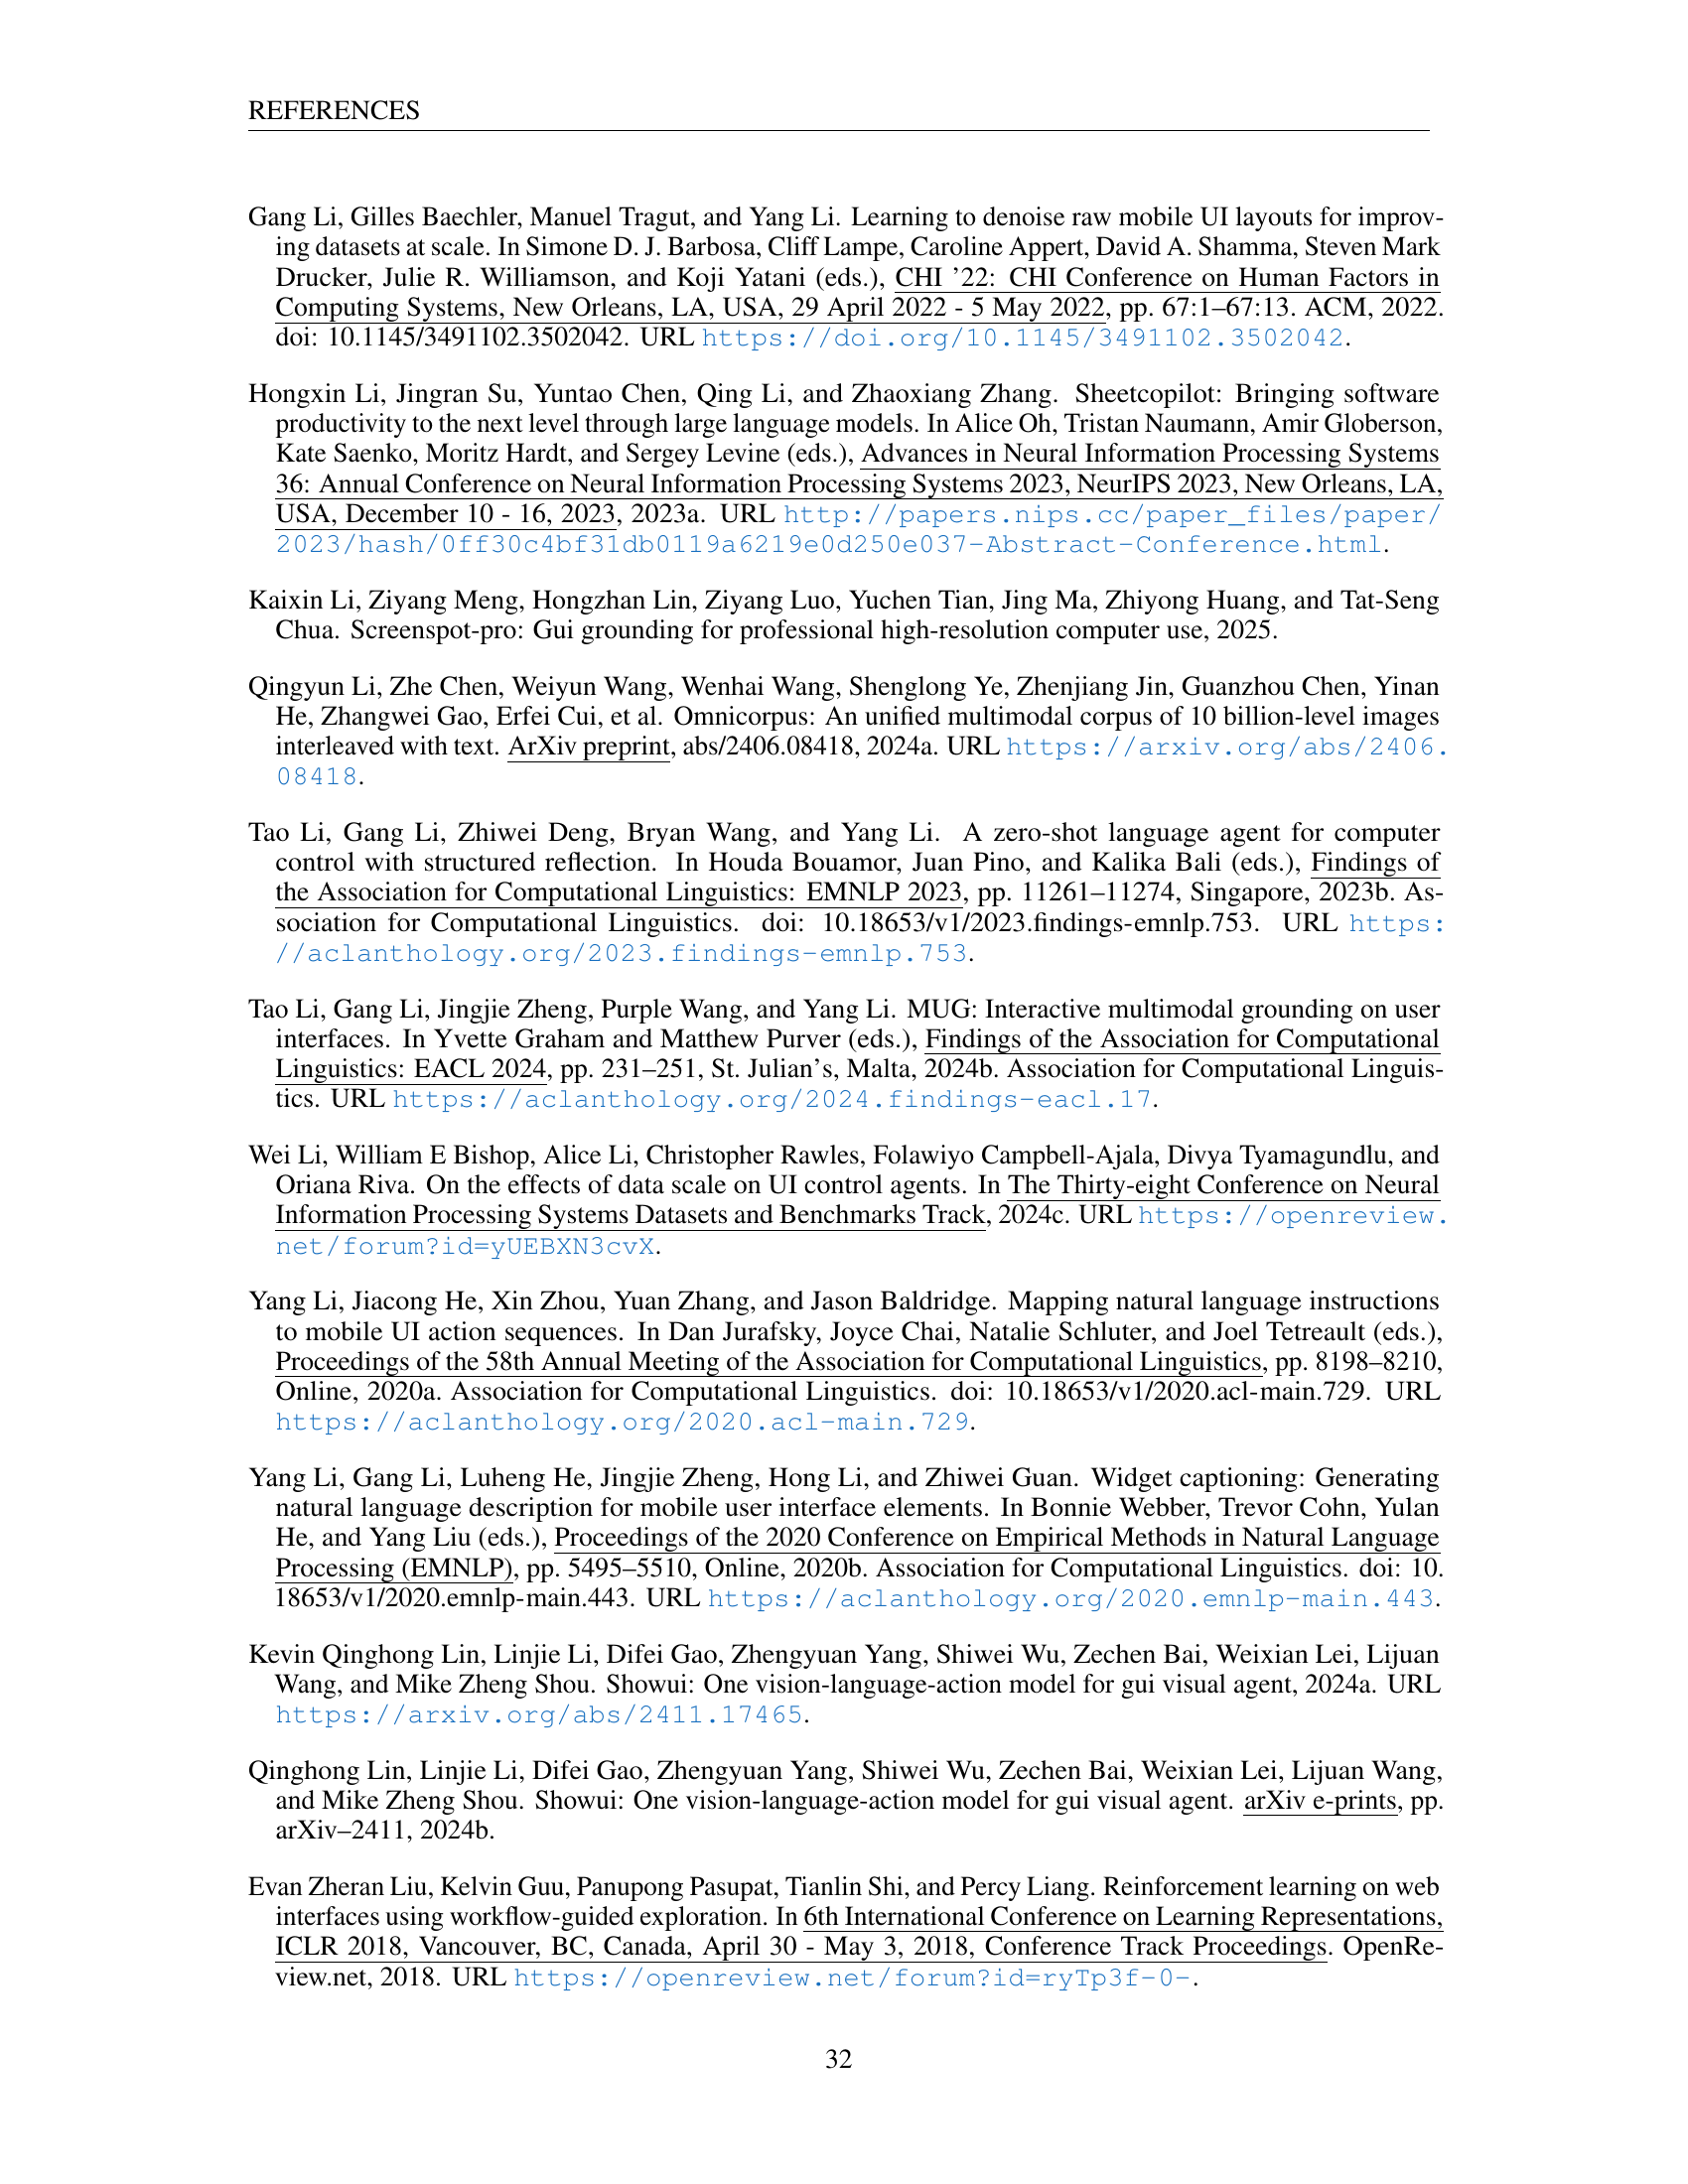 REFERENCES
Gang Li, Gilles Baechler, Manuel Tragut, and Yang Li. Learning to denoise raw mobile UI layouts for improv-
ing datasets at scale. In Simone D. J. Barbosa, Cliff Lampe, Caroline Appert, David A. Shamma, Steven Mark
Drucker, Julie R. Williamson, and Koji Yatani (eds.), CHI ’22: CHI Conference on Human Factors in
Computing Systems, New Orleans, LA, USA, 29 April 2022 - 5 May 2022, pp. 67:1–67:13. ACM, 2022.
doi: 10.1145/3491102.3502042. URL https://doi.org/10.1145/3491102.3502042.
Hongxin Li, Jingran Su, Yuntao Chen, Qing Li, and Zhaoxiang Zhang. Sheetcopilot: Bringing software
productivity to the next level through large language models. In Alice Oh, Tristan Naumann, Amir Globerson,
Kate Saenko, Moritz Hardt, and Sergey Levine (eds.), Advances in Neural Information Processing Systems
36: Annual Conference on Neural Information Processing Systems 2023, NeurIPS 2023, New Orleans, LA,
USA, December 10 - 16, 2023, 2023a. URL http://papers.nips.cc/paper_files/paper/
2023/hash/0ff30c4bf31db0119a6219e0d250e037-Abstract-Conference.html.
Kaixin Li, Ziyang Meng, Hongzhan Lin, Ziyang Luo, Yuchen Tian, Jing Ma, Zhiyong Huang, and Tat-Seng
Chua. Screenspot-pro: Gui grounding for professional high-resolution computer use, 2025.
Qingyun Li, Zhe Chen, Weiyun Wang, Wenhai Wang, Shenglong Ye, Zhenjiang Jin, Guanzhou Chen, Yinan
He, Zhangwei Gao, Erfei Cui, et al. Omnicorpus: An unified multimodal corpus of 10 billion-level images
interleaved with text. ArXiv preprint, abs/2406.08418, 2024a. URL https://arxiv.org/abs/2406.
08418.
Tao Li, Gang Li, Zhiwei Deng, Bryan Wang, and Yang Li. A zero-shot language agent for computer
control with structured reflection. In Houda Bouamor, Juan Pino, and Kalika Bali (eds.), Findings of
the Association for Computational Linguistics: EMNLP 2023, pp. 11261–11274, Singapore, 2023b. As-
sociation for Computational Linguistics. doi: 10.18653/v1/2023.findings-emnlp.753. URL https:
//aclanthology.org/2023.findings-emnlp.753.
Tao Li, Gang Li, Jingjie Zheng, Purple Wang, and Yang Li. MUG: Interactive multimodal grounding on user
interfaces. In Yvette Graham and Matthew Purver (eds.), Findings of the Association for Computational
Linguistics: EACL 2024, pp. 231–251, St. Julian’s, Malta, 2024b. Association for Computational Linguis-
tics. URL https://aclanthology.org/2024.findings-eacl.17.
Wei Li, William E Bishop, Alice Li, Christopher Rawles, Folawiyo Campbell-Ajala, Divya Tyamagundlu, and
Oriana Riva. On the effects of data scale on UI control agents. In The Thirty-eight Conference on Neural
Information Processing Systems Datasets and Benchmarks Track, 2024c. URL https://openreview.
net/forum?id=yUEBXN3cvX.
Yang Li, Jiacong He, Xin Zhou, Yuan Zhang, and Jason Baldridge. Mapping natural language instructions
to mobile UI action sequences. In Dan Jurafsky, Joyce Chai, Natalie Schluter, and Joel Tetreault (eds.),
Proceedings of the 58th Annual Meeting of the Association for Computational Linguistics, pp. 8198–8210,
Online, 2020a. Association for Computational Linguistics. doi: 10.18653/v1/2020.acl-main.729. URL
https://aclanthology.org/2020.acl-main.729.
Yang Li, Gang Li, Luheng He, Jingjie Zheng, Hong Li, and Zhiwei Guan. Widget captioning: Generating
natural language description for mobile user interface elements. In Bonnie Webber, Trevor Cohn, Yulan
He, and Yang Liu (eds.), Proceedings of the 2020 Conference on Empirical Methods in Natural Language
Processing (EMNLP), pp. 5495–5510, Online, 2020b. Association for Computational Linguistics. doi: 10.
18653/v1/2020.emnlp-main.443. URL https://aclanthology.org/2020.emnlp-main.443.
Kevin Qinghong Lin, Linjie Li, Difei Gao, Zhengyuan Yang, Shiwei Wu, Zechen Bai, Weixian Lei, Lijuan
Wang, and Mike Zheng Shou. Showui: One vision-language-action model for gui visual agent, 2024a. URL
https://arxiv.org/abs/2411.17465.
Qinghong Lin, Linjie Li, Difei Gao, Zhengyuan Yang, Shiwei Wu, Zechen Bai, Weixian Lei, Lijuan Wang,
and Mike Zheng Shou. Showui: One vision-language-action model for gui visual agent. arXiv e-prints, pp.
arXiv–2411, 2024b.
Evan Zheran Liu, Kelvin Guu, Panupong Pasupat, Tianlin Shi, and Percy Liang. Reinforcement learning on web
interfaces using workflow-guided exploration. In 6th International Conference on Learning Representations,
ICLR 2018, Vancouver, BC, Canada, April 30 - May 3, 2018, Conference Track Proceedings. OpenRe-
view.net, 2018. URL https://openreview.net/forum?id=ryTp3f-0-.
32